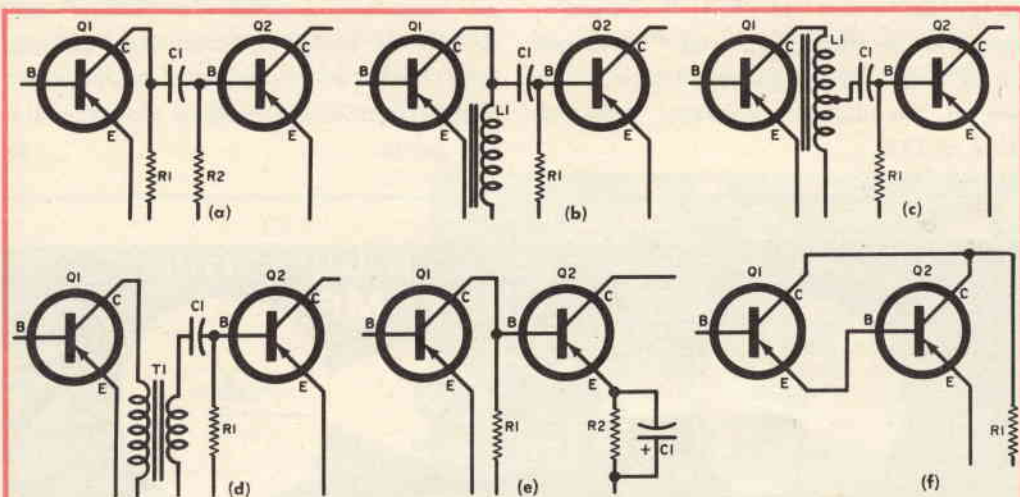 Q1 Q2 Q1 Q2 Q1 Q2
C C1 C C C1 C C L1 C1 C
B B B B B B
E E E L1 E E E
R1 R2 R1 R1
(a) (b) (c)
Q1 Q2 Q1 Q2 Q1 Q2
C C1 C C C C C
B B B B B B
E T1 E E E E E
R1 R1 R2 + C1 R1
(d) (e) (f)